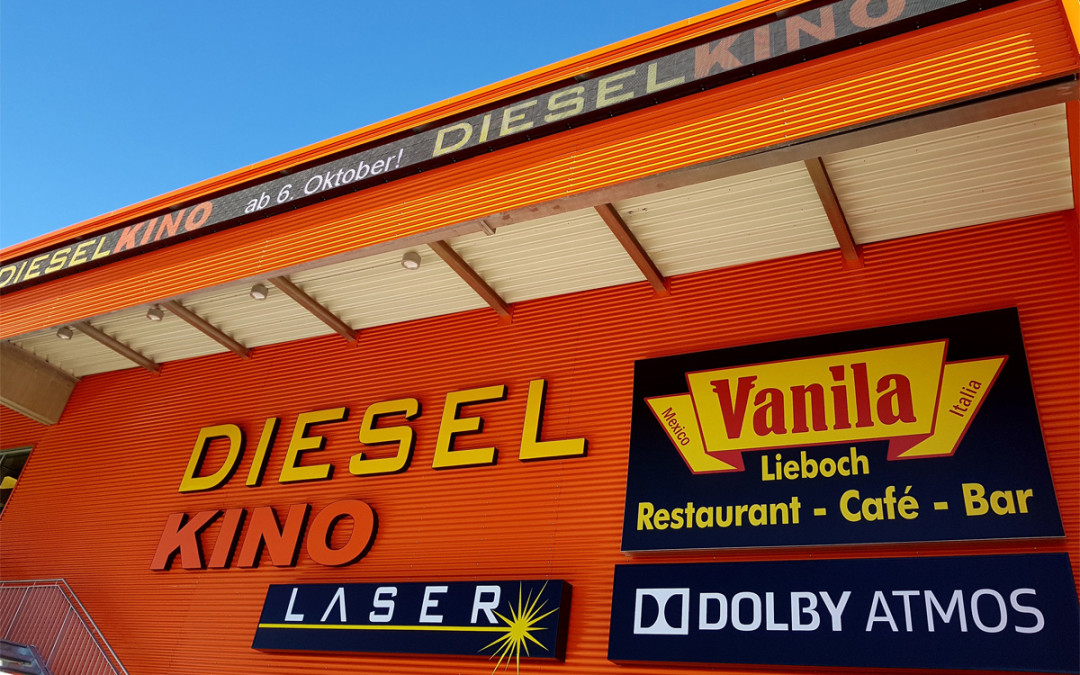 DIESELKINO ab 6. Oktober! DIESELKINO
DIESEL
KINO
LASER
Mexico Vanila Italia
Lieboch
Restaurant - Café - Bar
DOLBY ATMOS